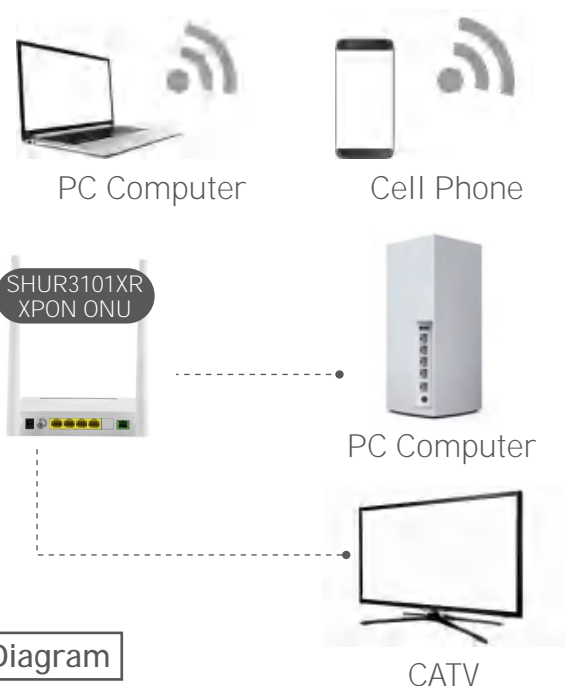 PC Computer
Cell Phone
SHUR3101XR
XPON ONU
PC Computer
Diagram
CATV